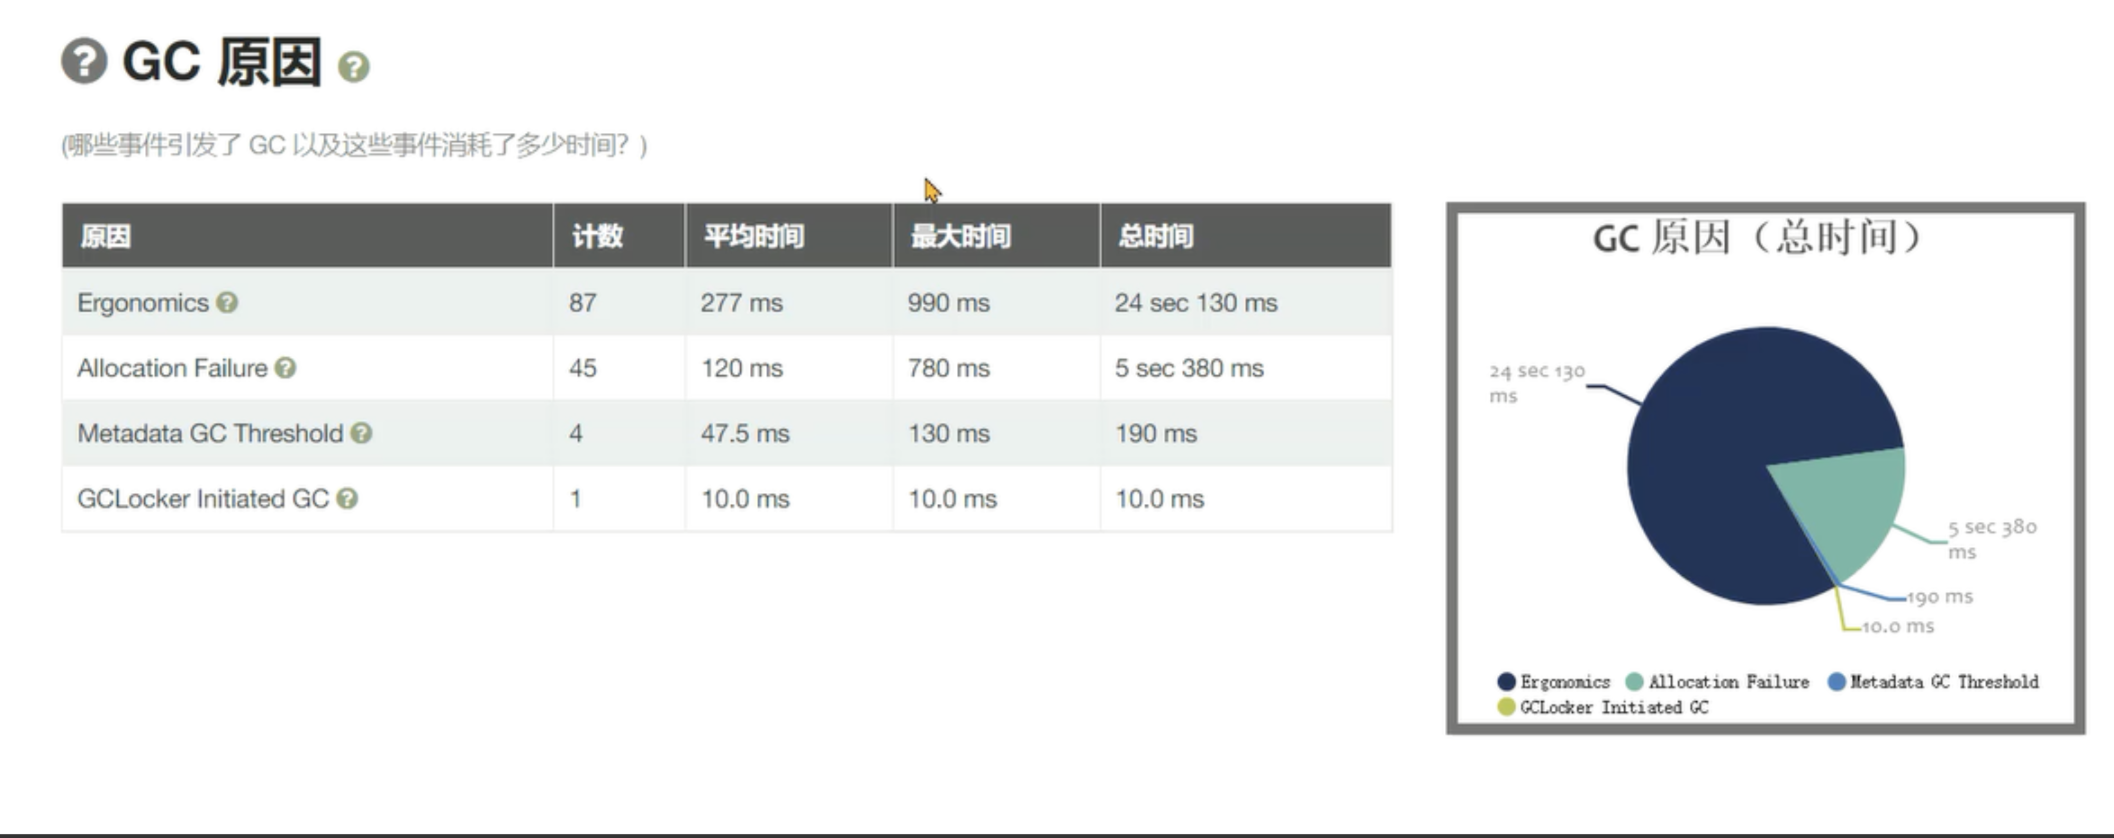 GC 原因
(哪些事件引发了 GC 以及这些事件消耗了多少时间? )
原因 计数 平均时间 最大时间 总时间
Ergonomics 87 277 ms 990 ms 24 sec 130 ms
Allocation Failure 45 120 ms 780 ms 5 sec 380 ms
Metadata GC Threshold 4 47.5 ms 130 ms 190 ms
GCLocker Initiated GC 1 10.0 ms 10.0 ms 10.0 ms
GC 原因（总时间）
24 sec 130
ms
5 sec 380
ms
190 ms
10.0 ms
Ergonomics Allocation Failure Metadata GC Threshold
GCLocker Initiated GC